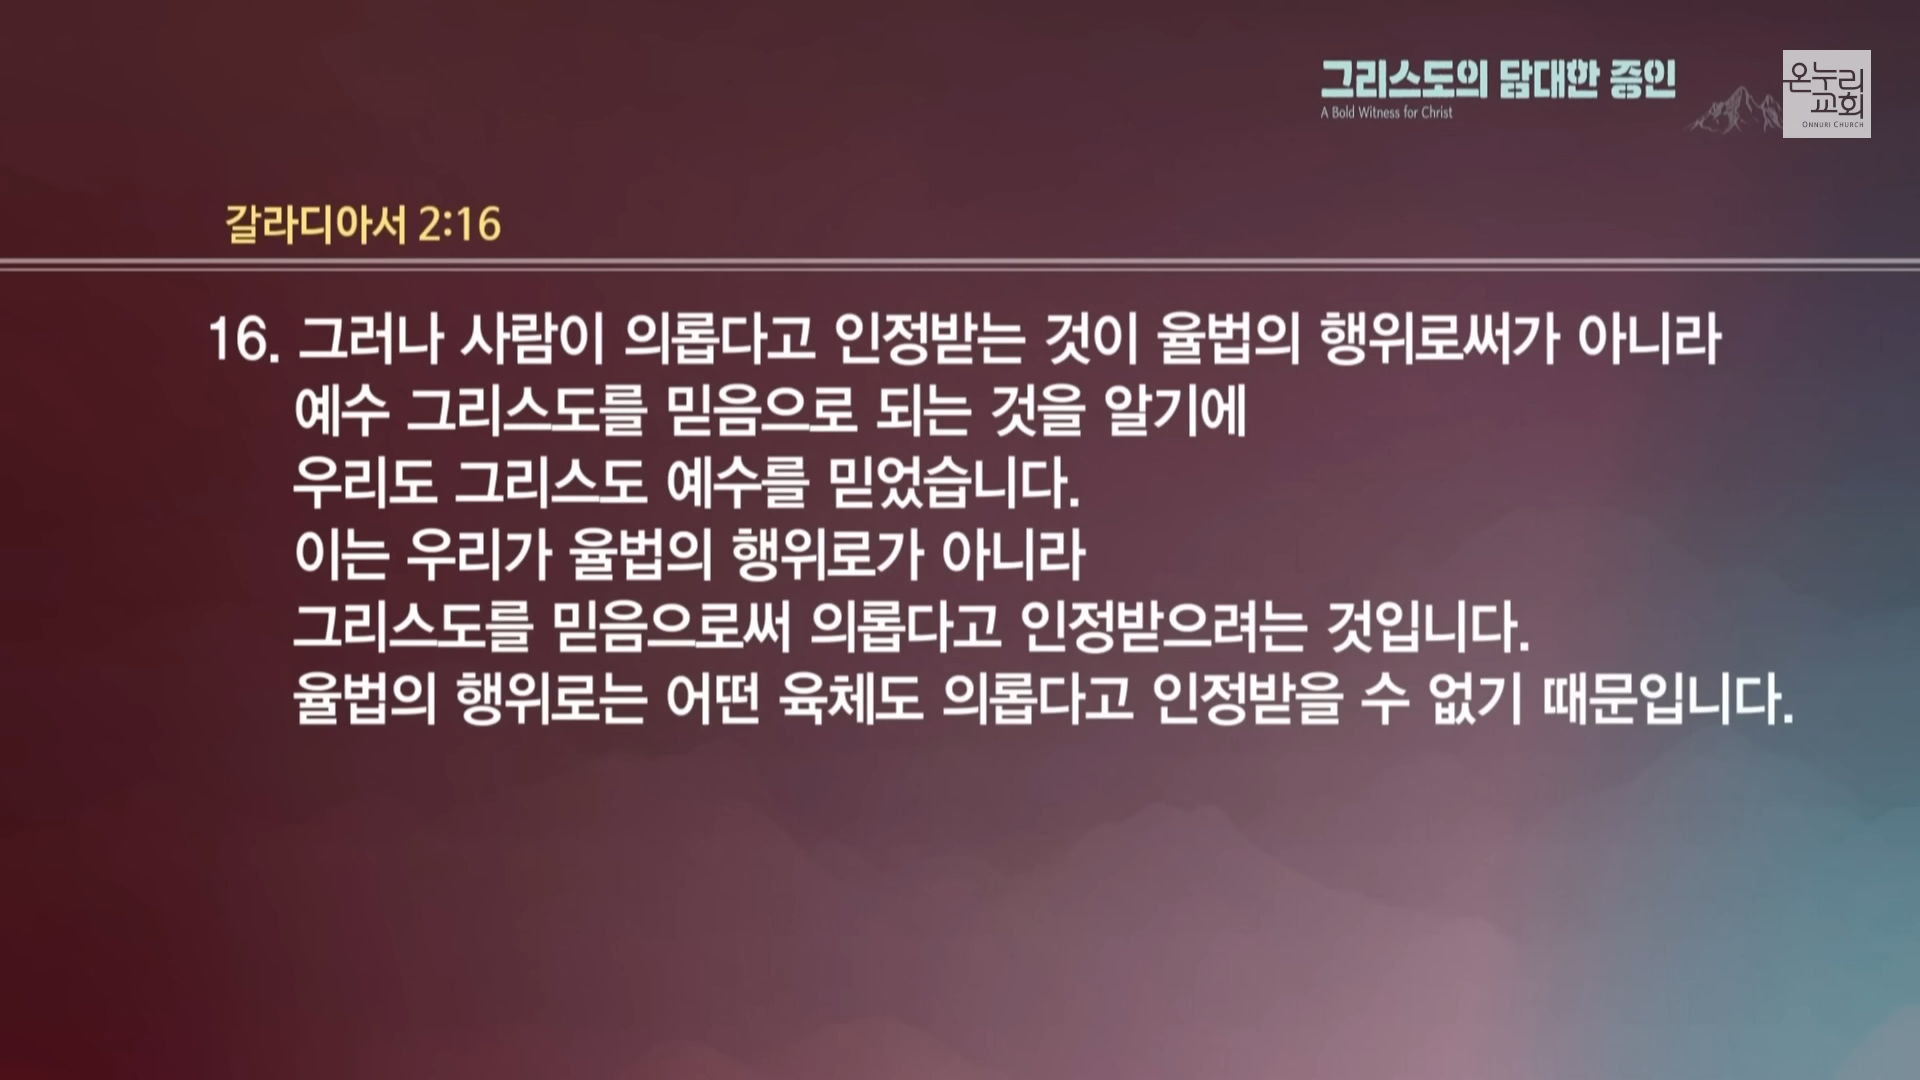 그리스도의 담대한 증인
A Bold Witness for Christ
온누리
교회
ONNURI CHURCH
갈라디아서 2:16
16. 그러나 사람이 의롭다고 인정받는 것이 율법의 행위로써가 아니라
예수 그리스도를 믿음으로 되는 것을 알기에
우리도 그리스도 예수를 믿었습니다.
이는 우리가 율법의 행위로가 아니라
그리스도를 믿음으로써 의롭다고 인정받으려는 것입니다.
율법의 행위로는 어떤 육체도 의롭다고 인정받을 수 없기 때문입니다.